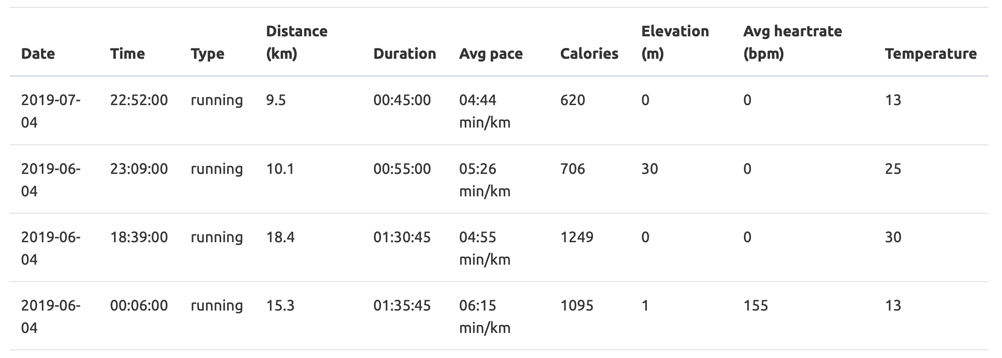 Date Time Type Distance (km) Duration Avg pace Calories Elevation (m) Avg heartrate (bpm) Temperature
2019-07-04 22:52:00 running 9.5 00:45:00 04:44 min/km 620 0 0 13
2019-06-04 23:09:00 running 10.1 00:55:00 05:26 min/km 706 30 0 25
2019-06-04 18:39:00 running 18.4 01:30:45 04:55 min/km 1249 0 0 30
2019-06-04 00:06:00 running 15.3 01:35:45 06:15 min/km 1095 1 155 13